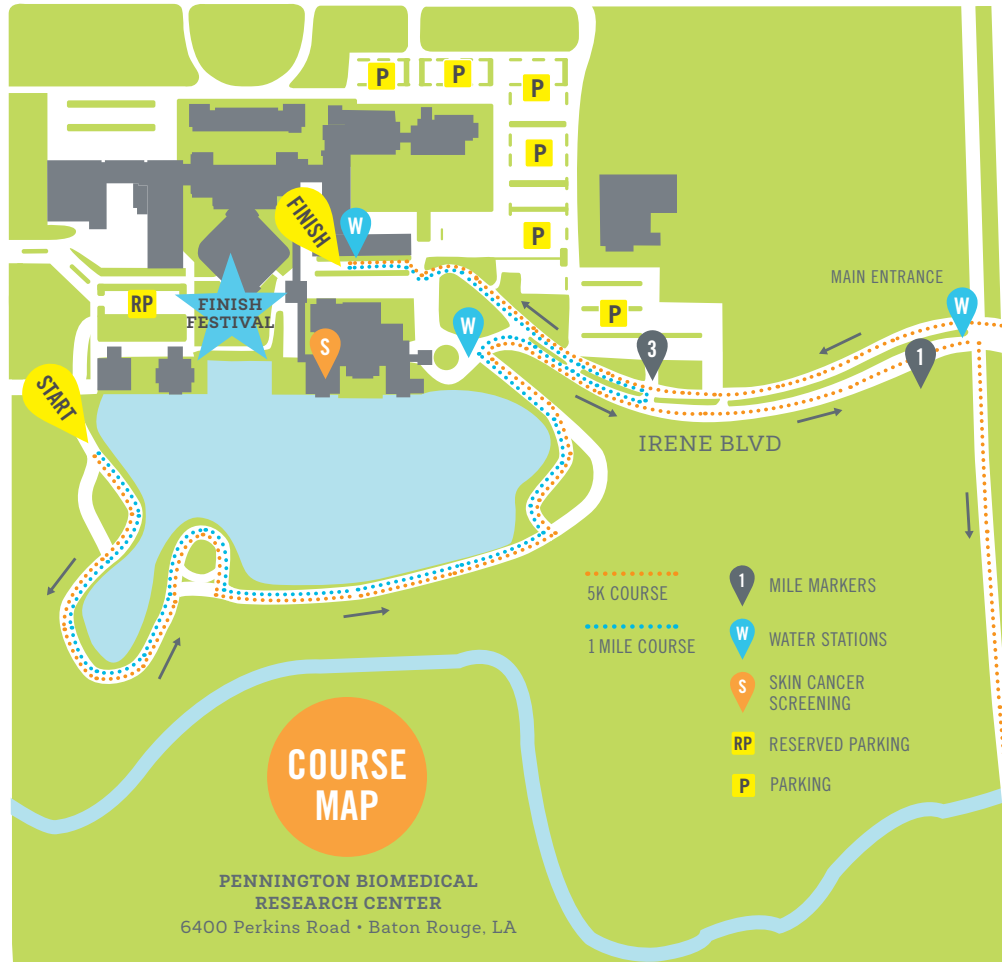 P
P
P
P
P
FINISH
W
MAIN ENTRANCE
RP
FINISH
FESTIVAL
P
W
W
S
3
1
START
IRENE BLVD
5K COURSE
1 MILE COURSE
1 MILE MARKERS
W WATER STATIONS
S SKIN CANCER
SCREENING
RP RESERVED PARKING
P PARKING
COURSE
MAP
PENNINGTON BIOMEDICAL
RESEARCH CENTER
6400 Perkins Road • Baton Rouge, LA